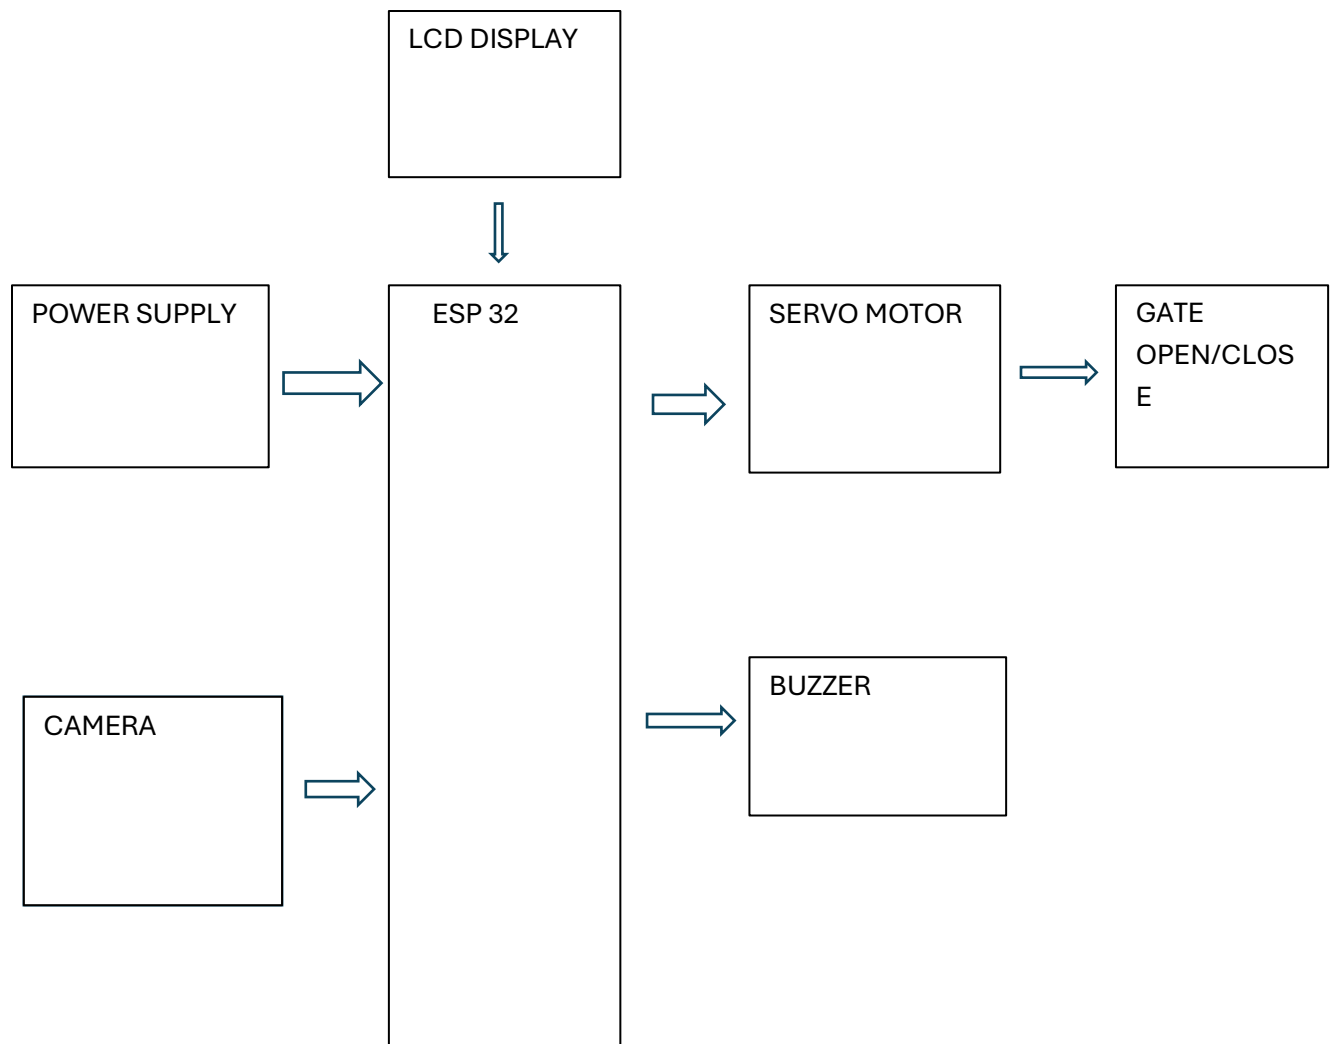 LCD DISPLAY
POWER SUPPLY
ESP 32
SERVO MOTOR
GATE
OPEN/CLOS
E
CAMERA
BUZZER